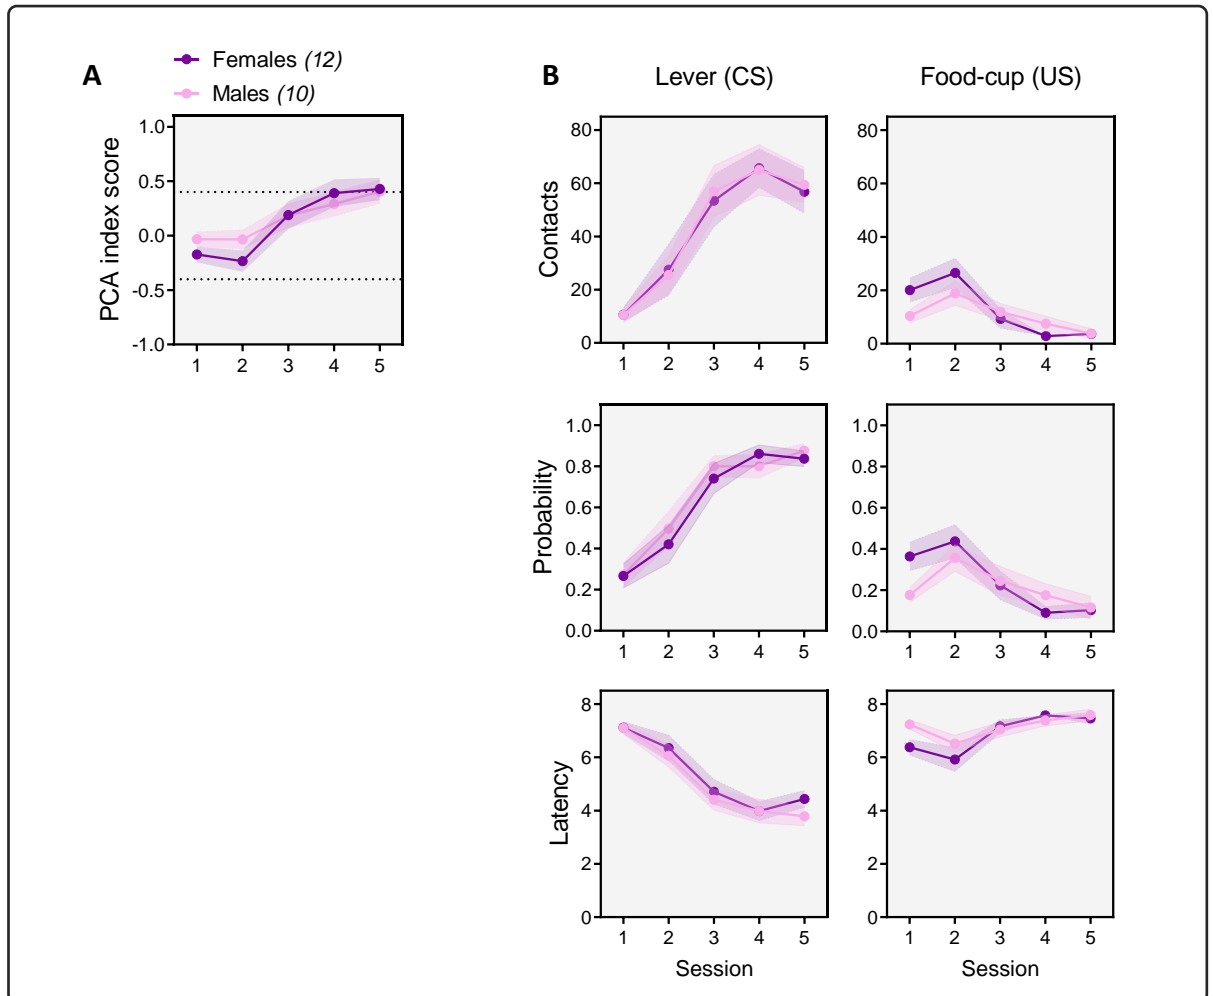 A
Females (12)
Males (10)
PCA index score
1.0
0.5
0.0
-0.5
-1.0
1 2 3 4 5
B
Lever (CS)
Food-cup (US)
Contacts
80
60
40
20
0
1 2 3 4 5
80
60
40
20
0
1 2 3 4 5
Probability
1.0
0.8
0.6
0.4
0.2
0.0
1 2 3 4 5
1.0
0.8
0.6
0.4
0.2
0.0
1 2 3 4 5
Latency
8
6
4
2
0
1 2 3 4 5
Session
8
6
4
2
0
1 2 3 4 5
Session